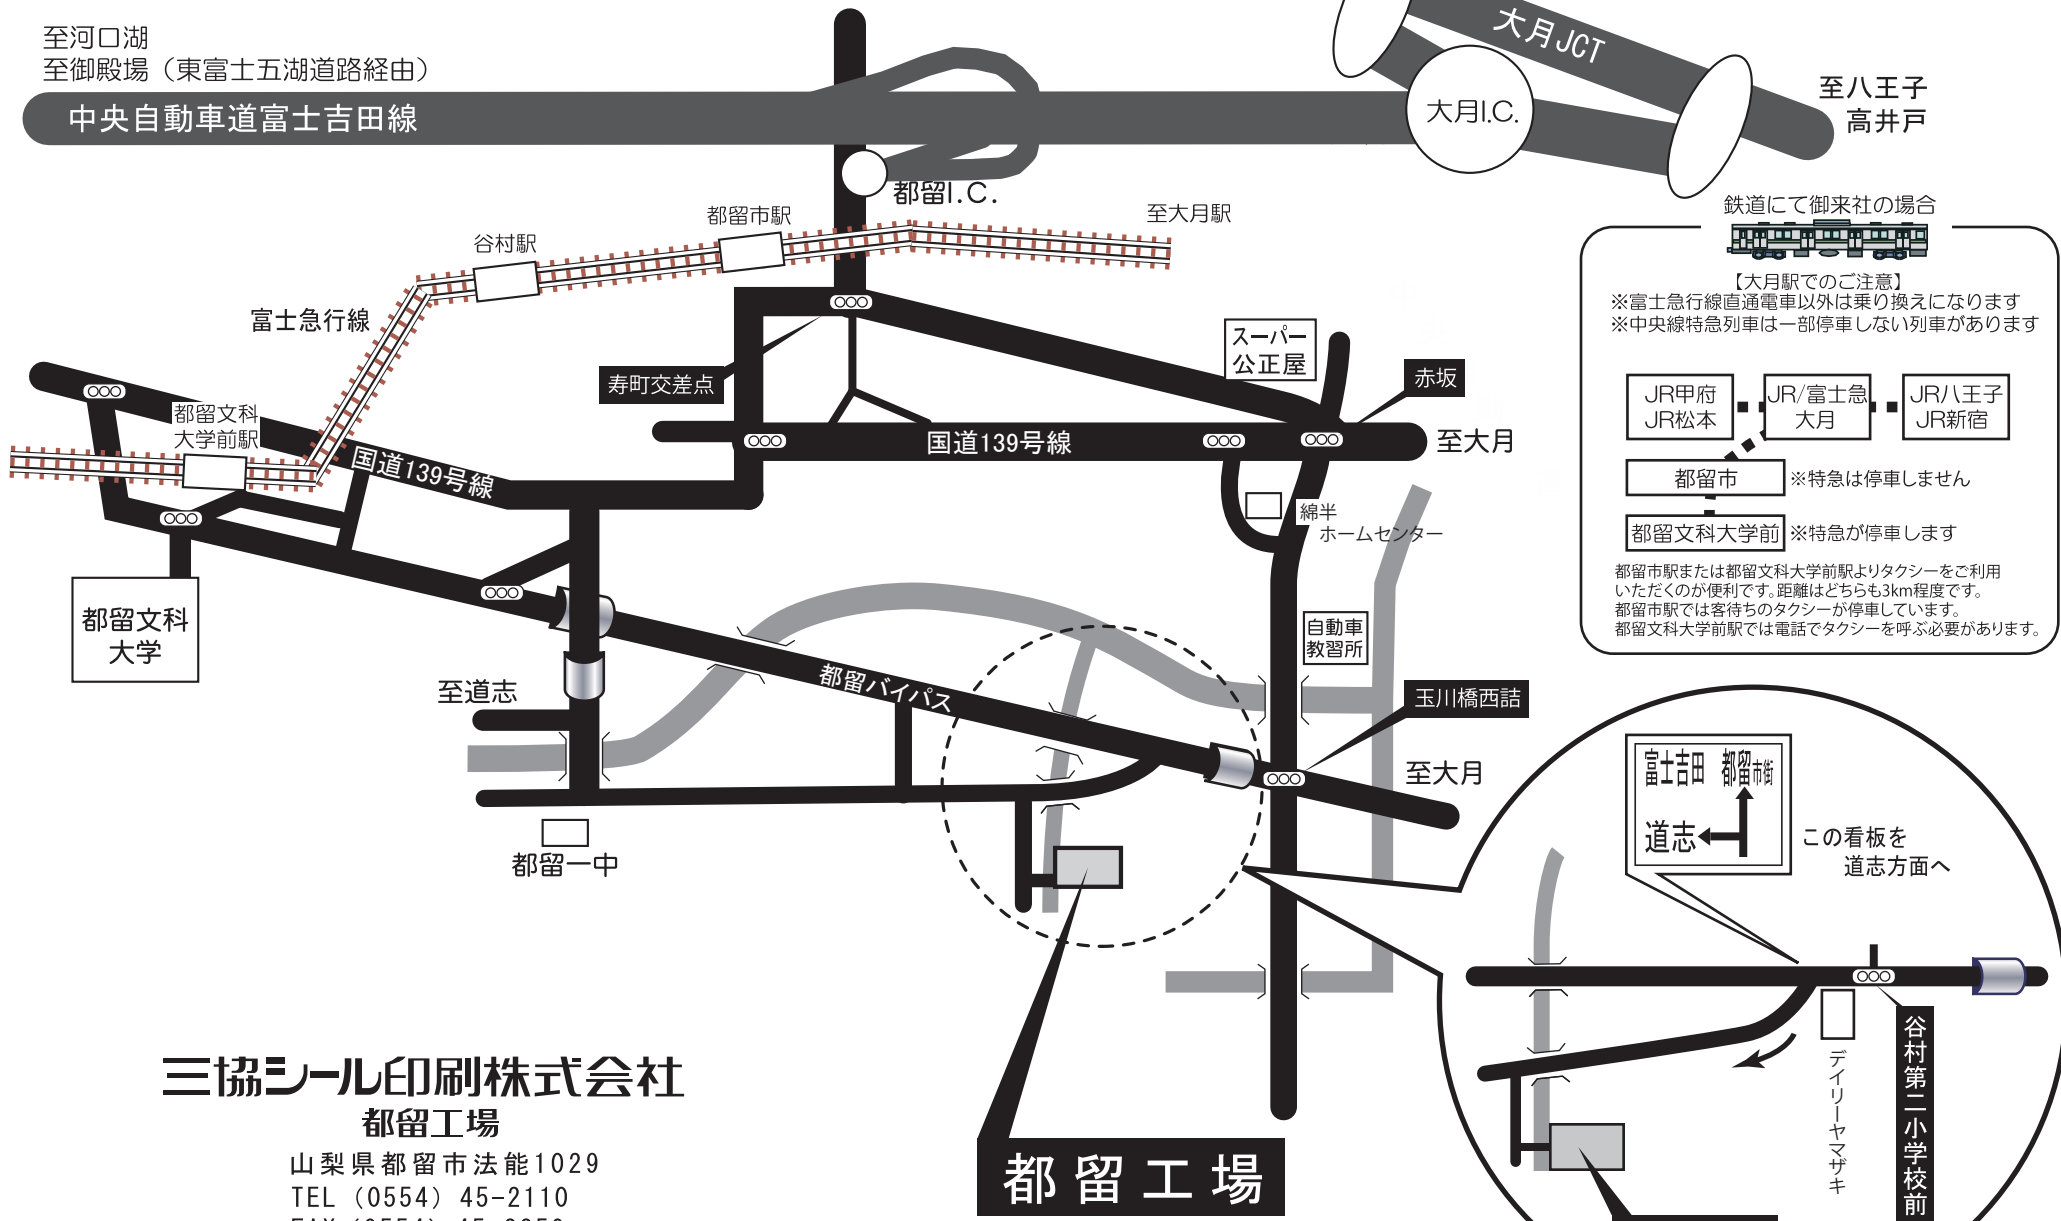 至河口湖
至御殿場（東富士五湖道路経由）
中央自動車道富士吉田線
大月JCT
大月I.C.
至八王子
高井戸
都留I.C.
都留市駅
至大月駅
谷村駅
富士急行線
寿町交差点
スーパー
公正屋
赤坂
都留文科
大学前駅
国道139号線
国道139号線
至大月
綿半
ホームセンター
都留文科
大学
自動車
教習所
至道志
都留バイパス
玉川橋西詰
至大月
都留一中
鉄道にて御来社の場合
【大月駅でのご注意】
※富士急行線直通電車以外は乗り換えになります
※中央線特急列車は一部停車しない列車があります
JR甲府
JR松本
JR/富士急
大月
JR八王子
JR新宿
都留市
※特急は停車しません
都留文科大学前
※特急が停車します
都留市駅または都留文科大学前駅よりタクシーをご利用
いただくのが便利です。距離はどちらも3km程度です。
都留市駅では客待ちのタクシーが停車しています。
都留文科大学前駅では電話でタクシーを呼ぶ必要があります。
富士吉田 都留市街
道志
この看板を
道志方面へ
デイリーヤマザキ
谷村第二小学校前
都留工場
三協シール印刷株式会社
都留工場
山梨県都留市法能1029
TEL（0554）45-2110